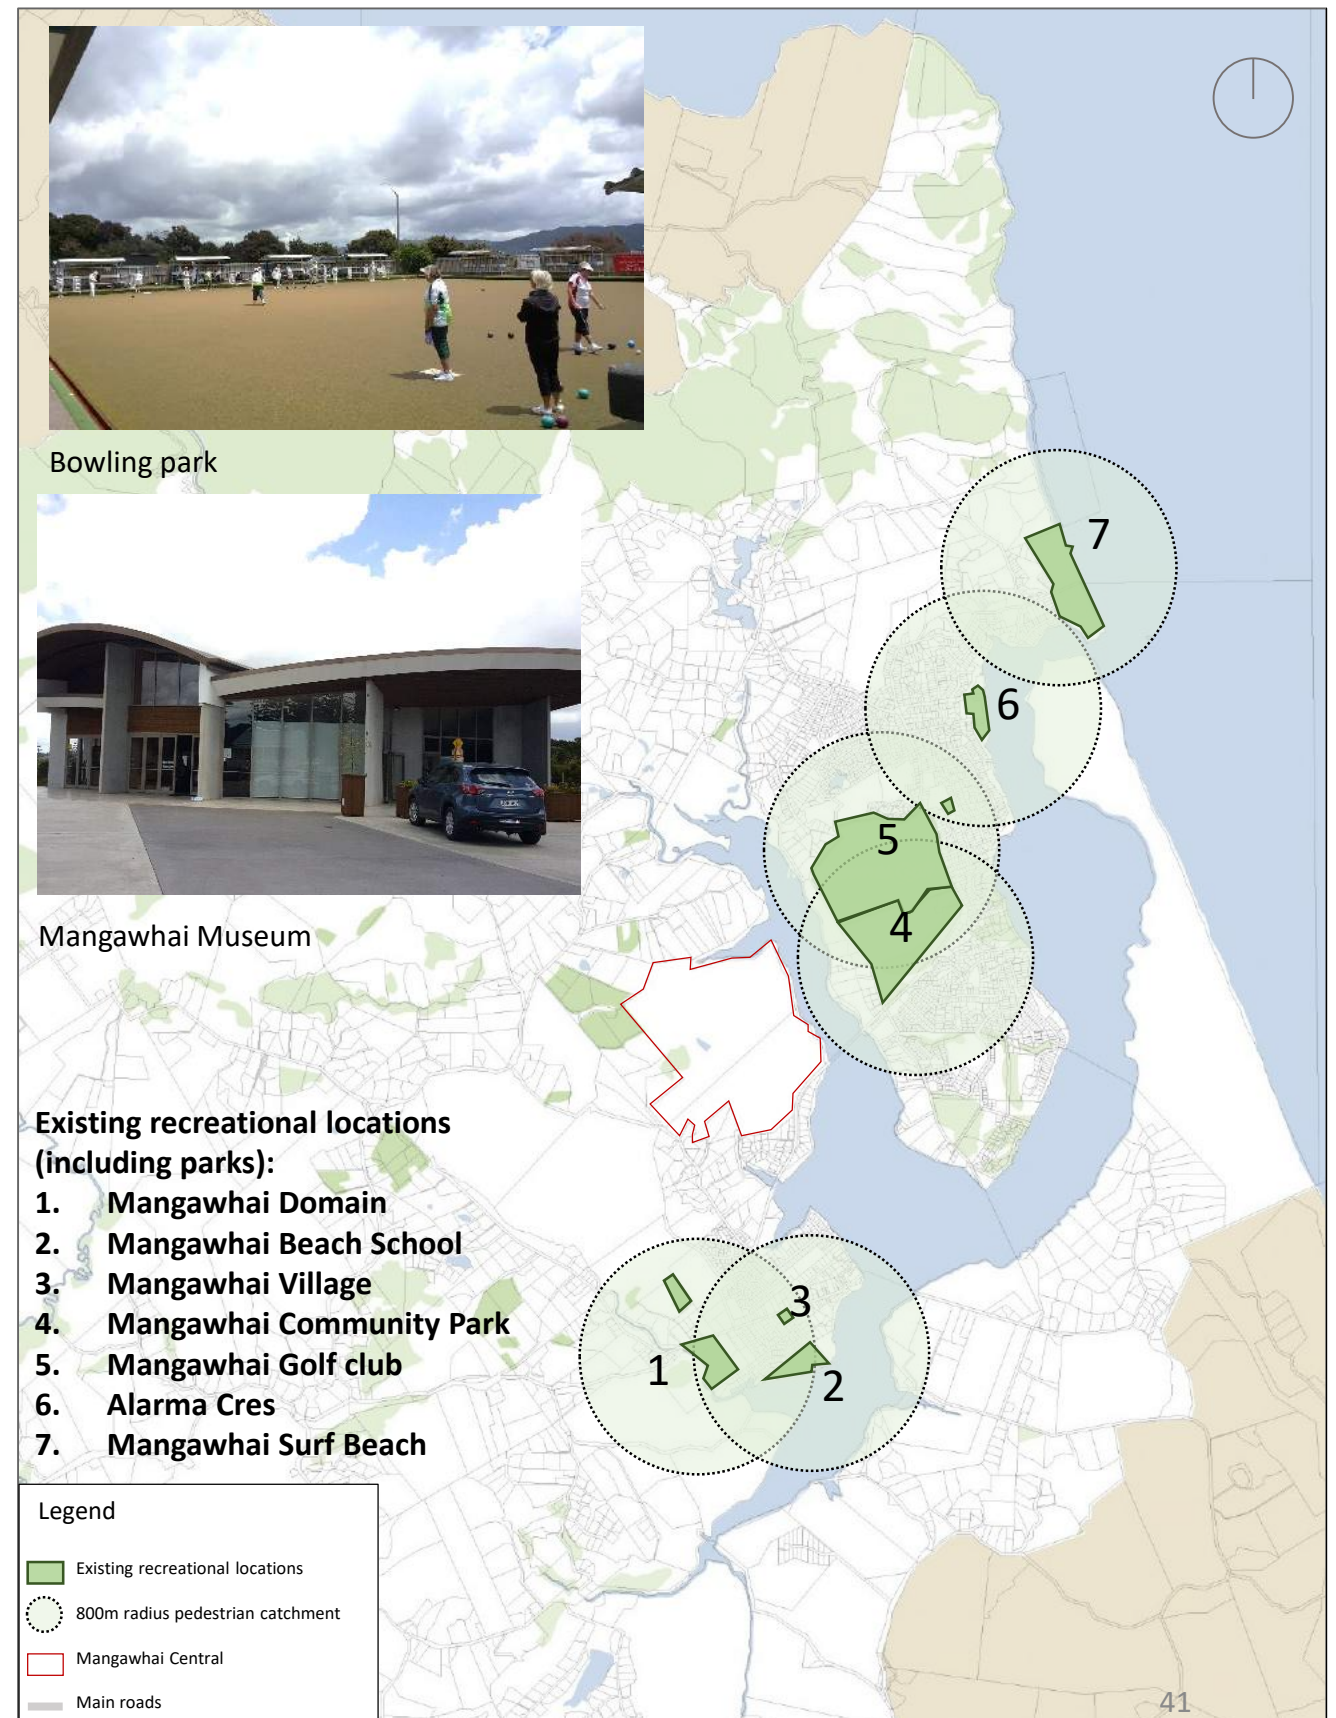 Bowling park
Mangawhai Museum
Existing recreational locations
(including parks):
1. Mangawhai Domain
2. Mangawhai Beach School
3. Mangawhai Village
4. Mangawhai Community Park
5. Mangawhai Golf club
6. Alarma Cres
7. Mangawhai Surf Beach
7
6
5
4
3
1
2
Legend
Existing recreational locations
800m radius pedestrian catchment
Mangawhai Central
Main roads
41